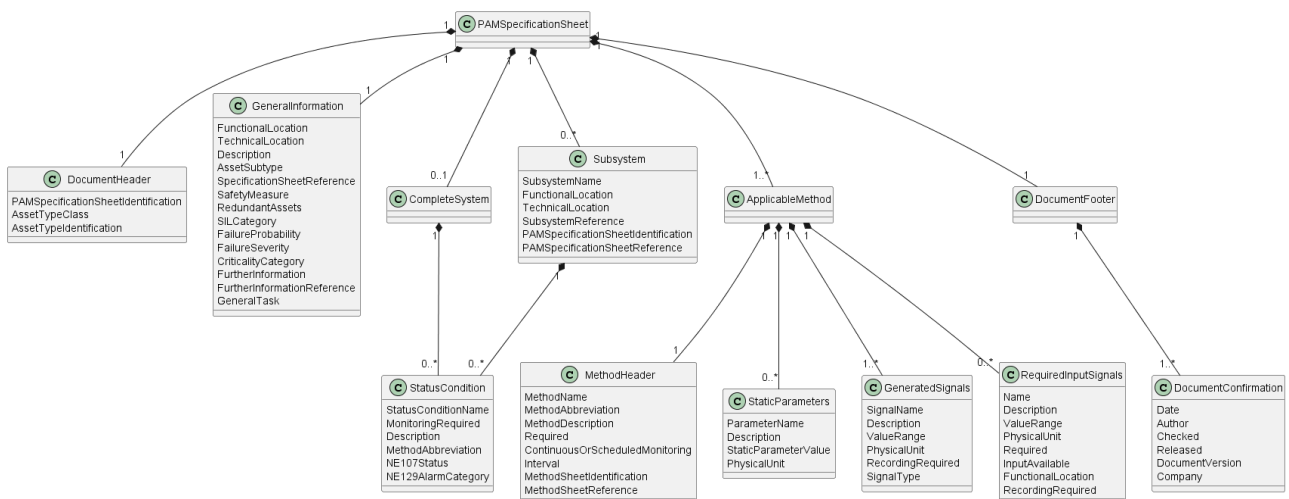 C PAMSpecificationSheet
1
1
1
1
1
1
1
1
0..*
0..1
1..*
1
C GeneralInformation
FunctionalLocation
TechnicalLocation
Description
AssetSubtype
SpecificationSheetReference
SafetyMeasure
RedundantAssets
SILCategory
FailureProbability
FailureSeverity
CriticalityCategory
FurtherInformation
FurtherInformationReference
GeneralTask
C DocumentHeader
PAMSpecificationSheetIdentification
AssetTypeClass
AssetTypeIdentification
C CompleteSystem
1
C Subsystem
SubsystemName
FunctionalLocation
TechnicalLocation
SubsystemReference
PAMSpecificationSheetIdentification
PAMSpecificationSheetReference
1
C ApplicableMethod
1
1
1
1
C DocumentFooter
1
0..*
0..*
1
0..*
1..*
0..*
1..*
C StatusCondition
StatusConditionName
MonitoringRequired
Description
MethodAbbreviation
NE107Status
NE129AlarmCategory
C MethodHeader
MethodName
MethodAbbreviation
MethodDescription
Required
ContinuousOrScheduledMonitoring
Interval
MethodSheetIdentification
MethodSheetReference
C StaticParameters
ParameterName
Description
StaticParameterValue
PhysicalUnit
C GeneratedSignals
SignalName
Description
ValueRange
PhysicalUnit
RecordingRequired
SignalType
C RequiredInputSignals
Name
Description
ValueRange
PhysicalUnit
Required
InputAvailable
FunctionalLocation
RecordingRequired
C DocumentConfirmation
Date
Author
Checked
Released
DocumentVersion
Company